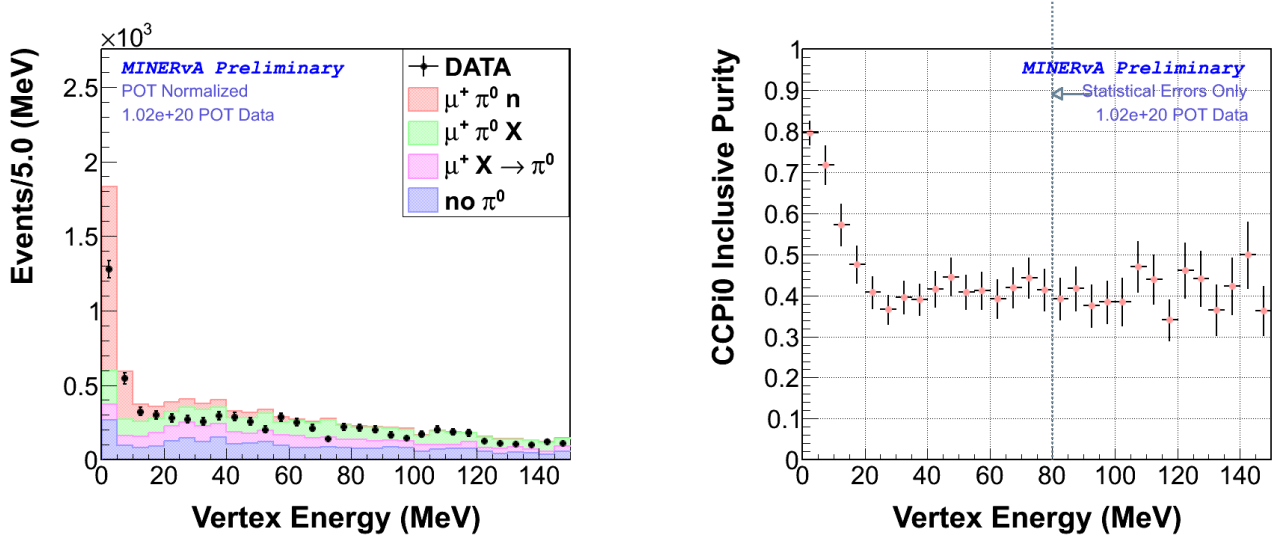 ×10³
Events/5.0 (MeV)
2.5
2
1.5
1
0.5
0
MINERvA Preliminary
POT Normalized
1.02e+20 POT Data
DATA
μ⁺ π⁰ n
μ⁺ π⁰ X
μ⁺ X → π⁰
no π⁰
0 20 40 60 80 100 120 140
Vertex Energy (MeV)
CCPi0 Inclusive Purity
1
0.9
0.8
0.7
0.6
0.5
0.4
0.3
0.2
0.1
0
MINERvA Preliminary
Statistical Errors Only
1.02e+20 POT Data
0 20 40 60 80 100 120 140
Vertex Energy (MeV)